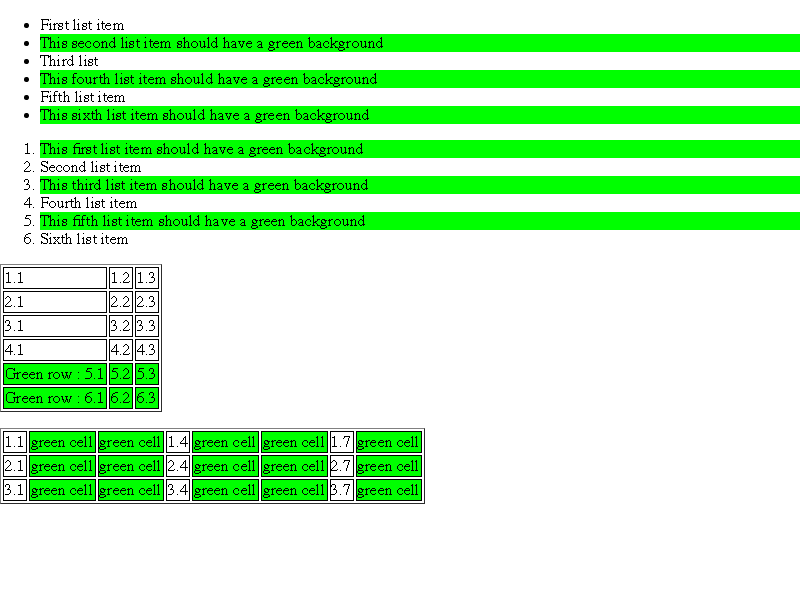 • First list item
• This second list item should have a green background
• Third list
• This fourth list item should have a green background
• Fifth list item
• This sixth list item should have a green background
1. This first list item should have a green background
2. Second list item
3. This third list item should have a green background
4. Fourth list item
5. This fifth list item should have a green background
6. Sixth list item
1.1 1.2 1.3
2.1 2.2 2.3
3.1 3.2 3.3
4.1 4.2 4.3
Green row : 5.1 5.2 5.3
Green row : 6.1 6.2 6.3
1.1 green cell green cell 1.4 green cell green cell 1.7 green cell
2.1 green cell green cell 2.4 green cell green cell 2.7 green cell
3.1 green cell green cell 3.4 green cell green cell 3.7 green cell